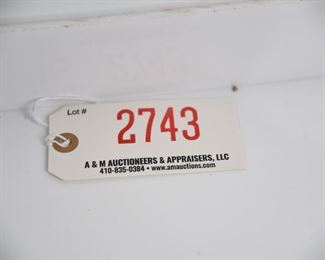 Lot #
2743
A & M AUCTIONEERS & APPRAISERS, LLC
410-835-0384 • www.amauctions.com